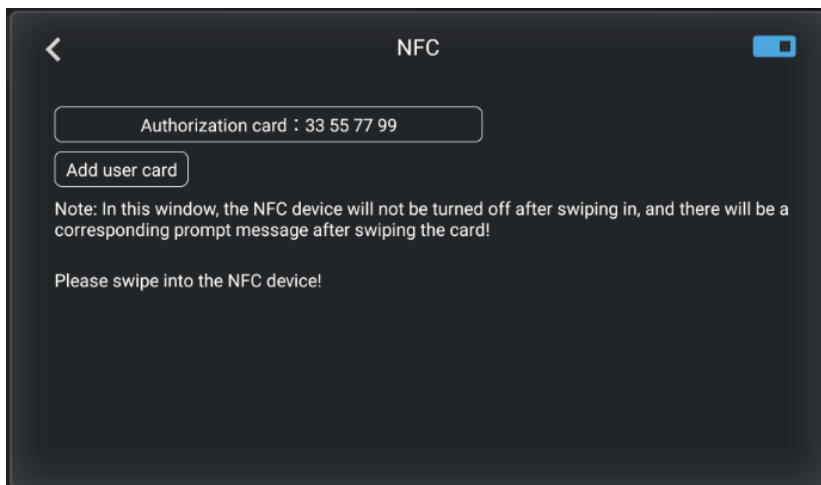 NFC
Authorization card：33 55 77 99
Add user card
Note: In this window, the NFC device will not be turned off after swiping in, and there will be a
corresponding prompt message after swiping the card!
Please swipe into the NFC device!